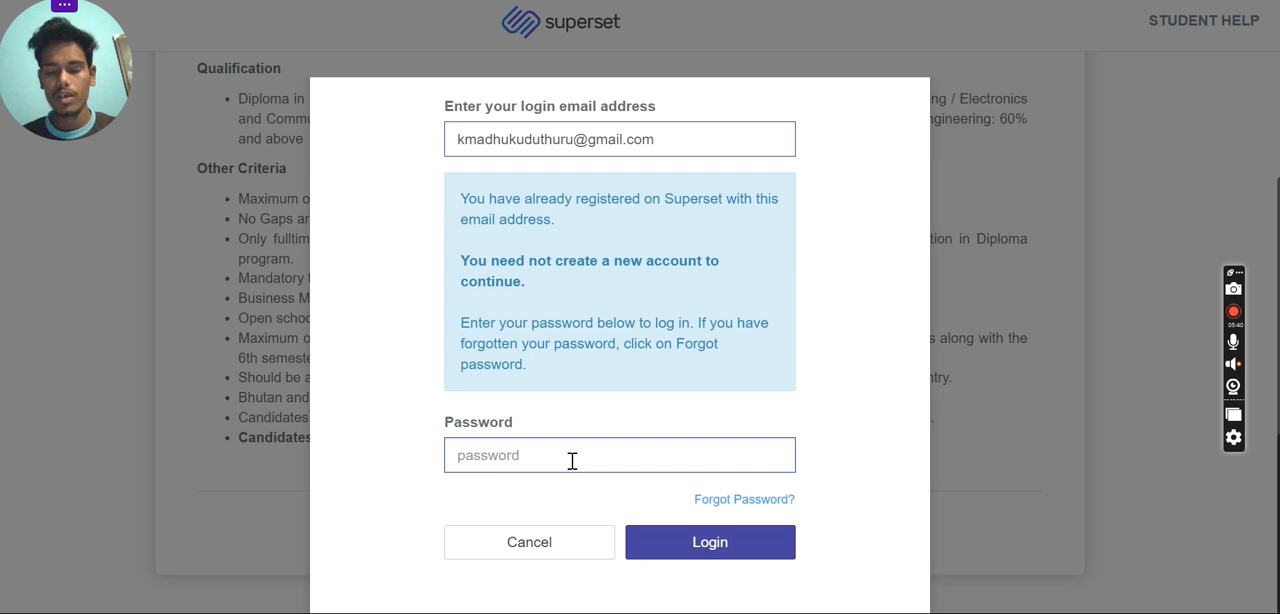 superset
STUDENT HELP
Qualification
Diploma in
ng / Electronics
and Commu
ngineering: 60%
and above
Other Criteria
Maximum o
No Gaps ar
Only fulltim
tion in Diploma
program.
Mandatory
Business M
Open schoo
Maximum o
s along with the
6th semeste
Should be a
try.
Bhutan and
Candidates
Candidates
Enter your login email address
kmadhukuduthuru@gmail.com
You have already registered on Superset with this
email address.
You need not create a new account to
continue.
Enter your password below to log in. If you have
forgotten your password, click on Forgot
password.
Password
password
Forgot Password?
Cancel
Login
05:40